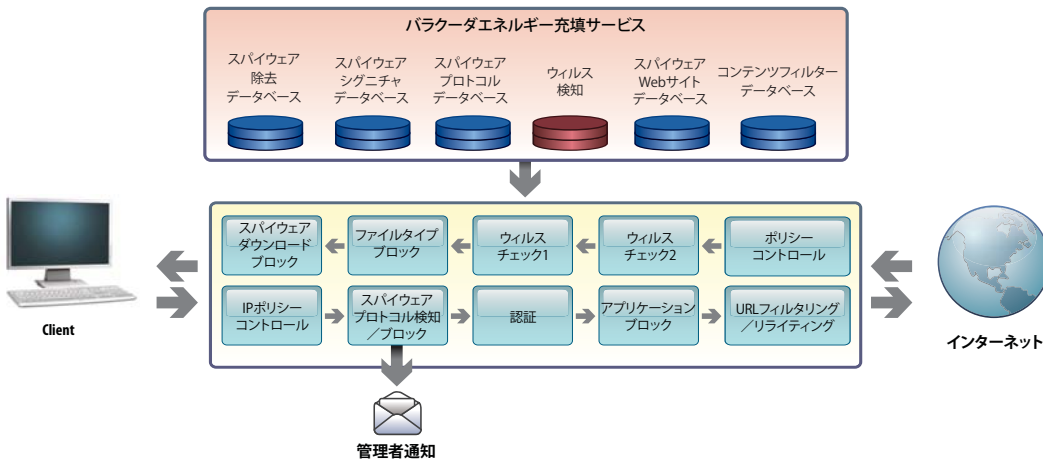 バラクーダエネルギー充填サービス
スパイウェア
除去
データベース
スパイウェア
シグニチャ
データベース
スパイウェア
プロトコル
データベース
ウィルス
検知
スパイウェア
Webサイト
データベース
コンテンツフィルター
データベース
スパイウェア
ダウンロード
ブロック
ファイルタイプ
ブロック
ウィルス
チェック1
ウィルス
チェック2
ポリシー
コントロール
IPポリシー
コントロール
スパイウェア
プロトコル検知
／ブロック
認証
アプリケーション
ブロック
URLフィルタリング
／リライティング
Client
インターネット
管理者通知